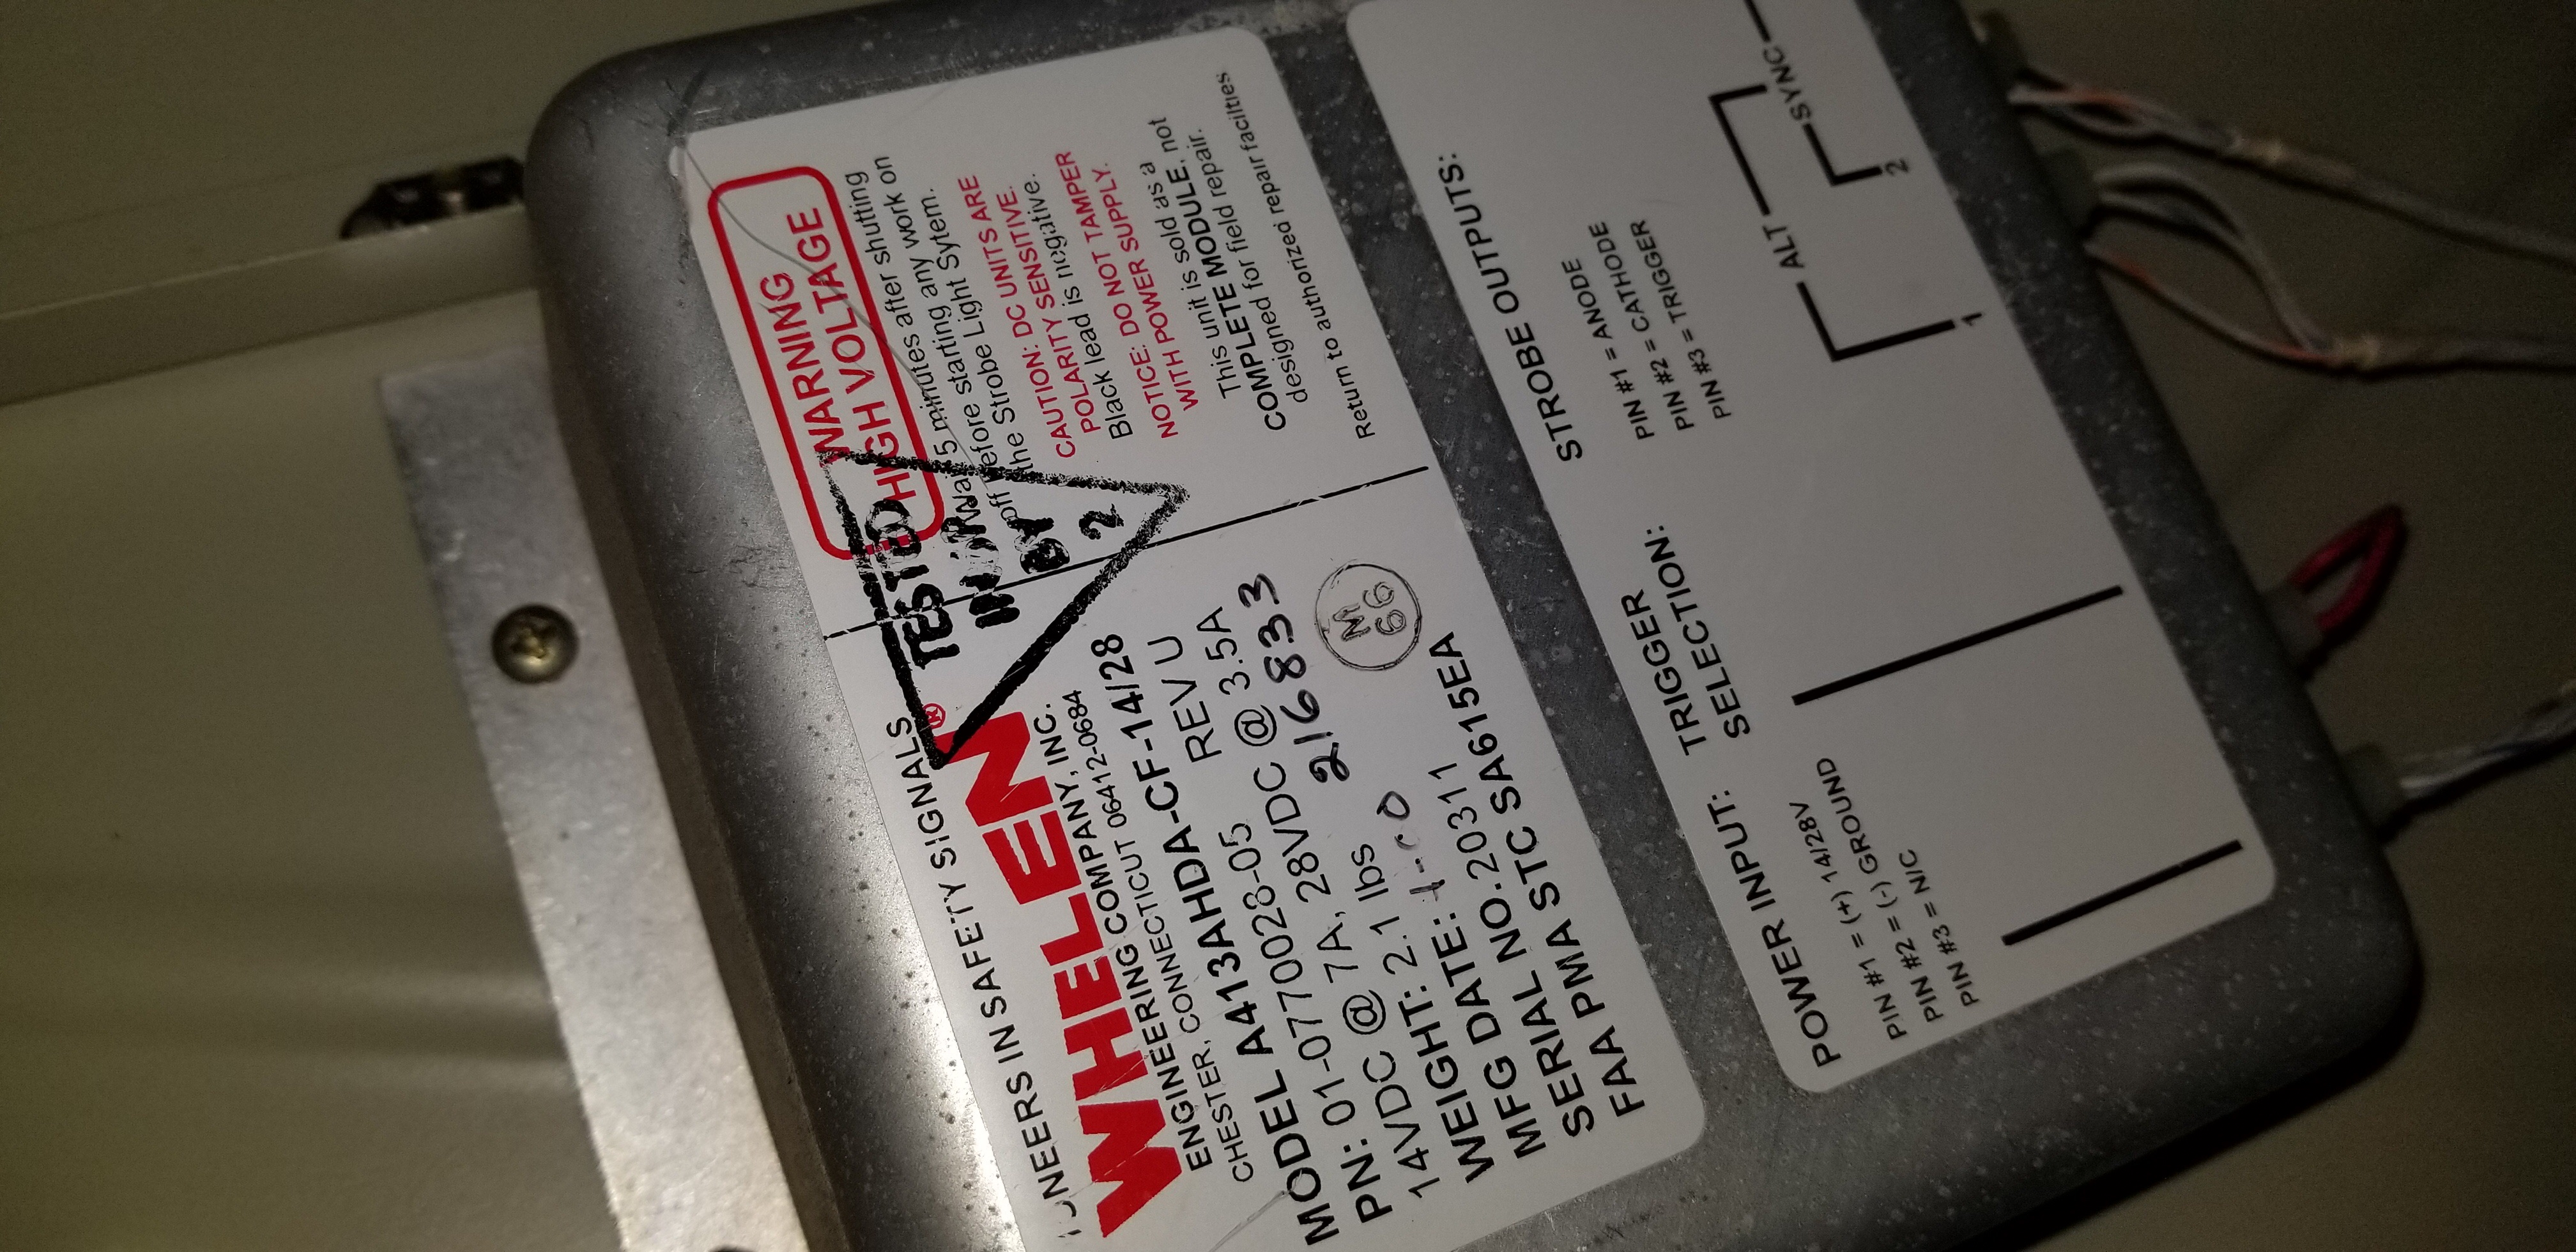 PIONEERS IN SAFETY SIGNALS
WHELEN®
ENGINEERING COMPANY, INC.
CHESTER, CONNECTICUT 06412-0684
MODEL A413AHDA-CF-14/28
PN: 01-0770028-05 REV U
14VDC @ 7A, 28VDC @ 3.5A
WEIGHT: 2.1 lbs 216833
MFG DATE:
SERIAL NO. 20311
FAA PMA STC SA615EA
M
66
TESTED
BY
2
WARNING
HIGH VOLTAGE
Wait 5 minutes after shutting
off before starting any work on
the Strobe Light Sytem.
CAUTION: DC UNITS ARE
POLARITY SENSITIVE.
Black lead is negative.
NOTICE: DO NOT TAMPER
WITH POWER SUPPLY.
This unit is sold as a
COMPLETE MODULE, not
designed for field repair.
Return to authorized repair facilities
POWER INPUT:
PIN #1 = (+) 14/28V
PIN #2 = (-) GROUND
PIN #3 = N/C
TRIGGER
SELECTION:
STROBE OUTPUTS:
PIN #1 = ANODE
PIN #2 = CATHODE
PIN #3 = TRIGGER
ALT
SYNC
1
2